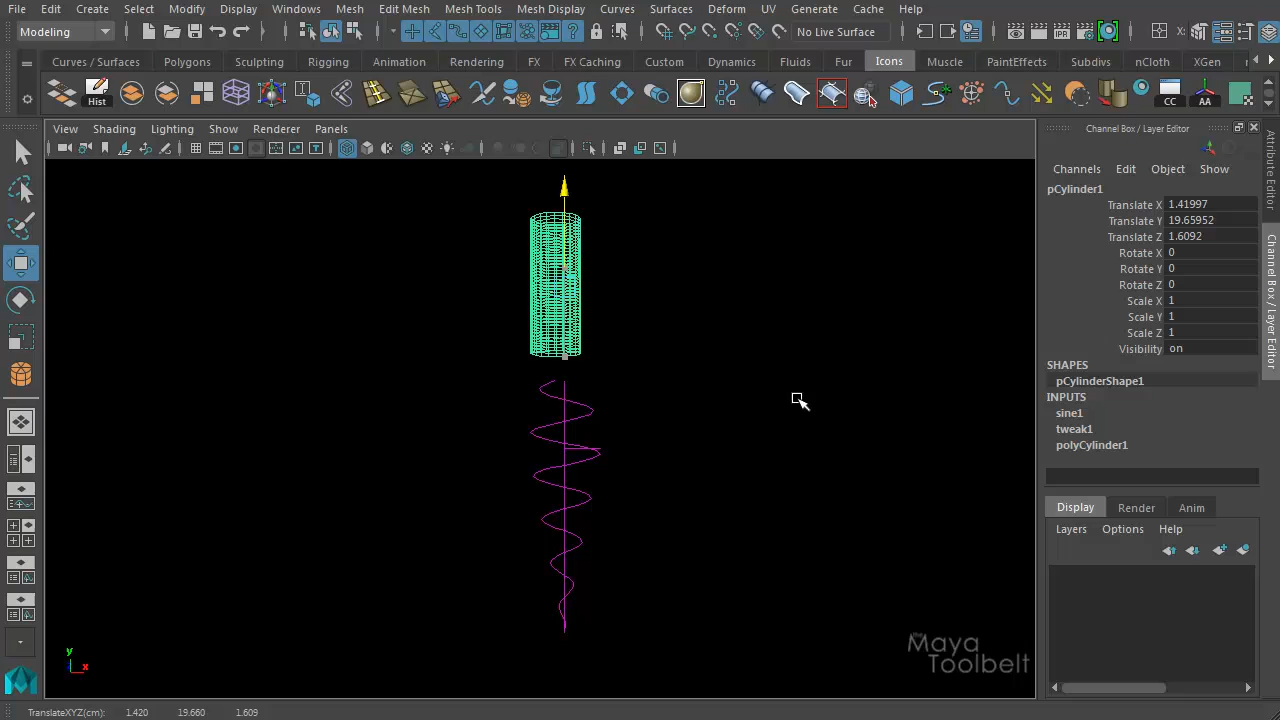 File Edit Create Select Modify Display Windows Mesh Edit Mesh Mesh Tools Mesh Display Curves Surfaces Deform UV Generate Cache Help
Modeling No Live Surface X:
Curves / Surfaces Polygons Sculpting Rigging Animation Rendering FX FX Caching Custom Dynamics Fluids Fur Icons Muscle PaintEffects Subdivs nCloth XGen
Hist CC AA
View Shading Lighting Show Renderer Panels
Channel Box / Layer Editor
Channels Edit Object Show
pCylinder1
Translate X 1.41997
Translate Y 19.65952
Translate Z 1.6092
Rotate X 0
Rotate Y 0
Rotate Z 0
Scale X 1
Scale Y 1
Scale Z 1
Visibility on
SHAPES
pCylinderShape1
INPUTS
sine1
tweak1
polyCylinder1
Display Render Anim
Layers Options Help
Attribute Editor
Channel Box / Layer Editor
y
x
the Maya
Toolbelt
TranslateXYZ(cm): 1.420 19.660 1.609